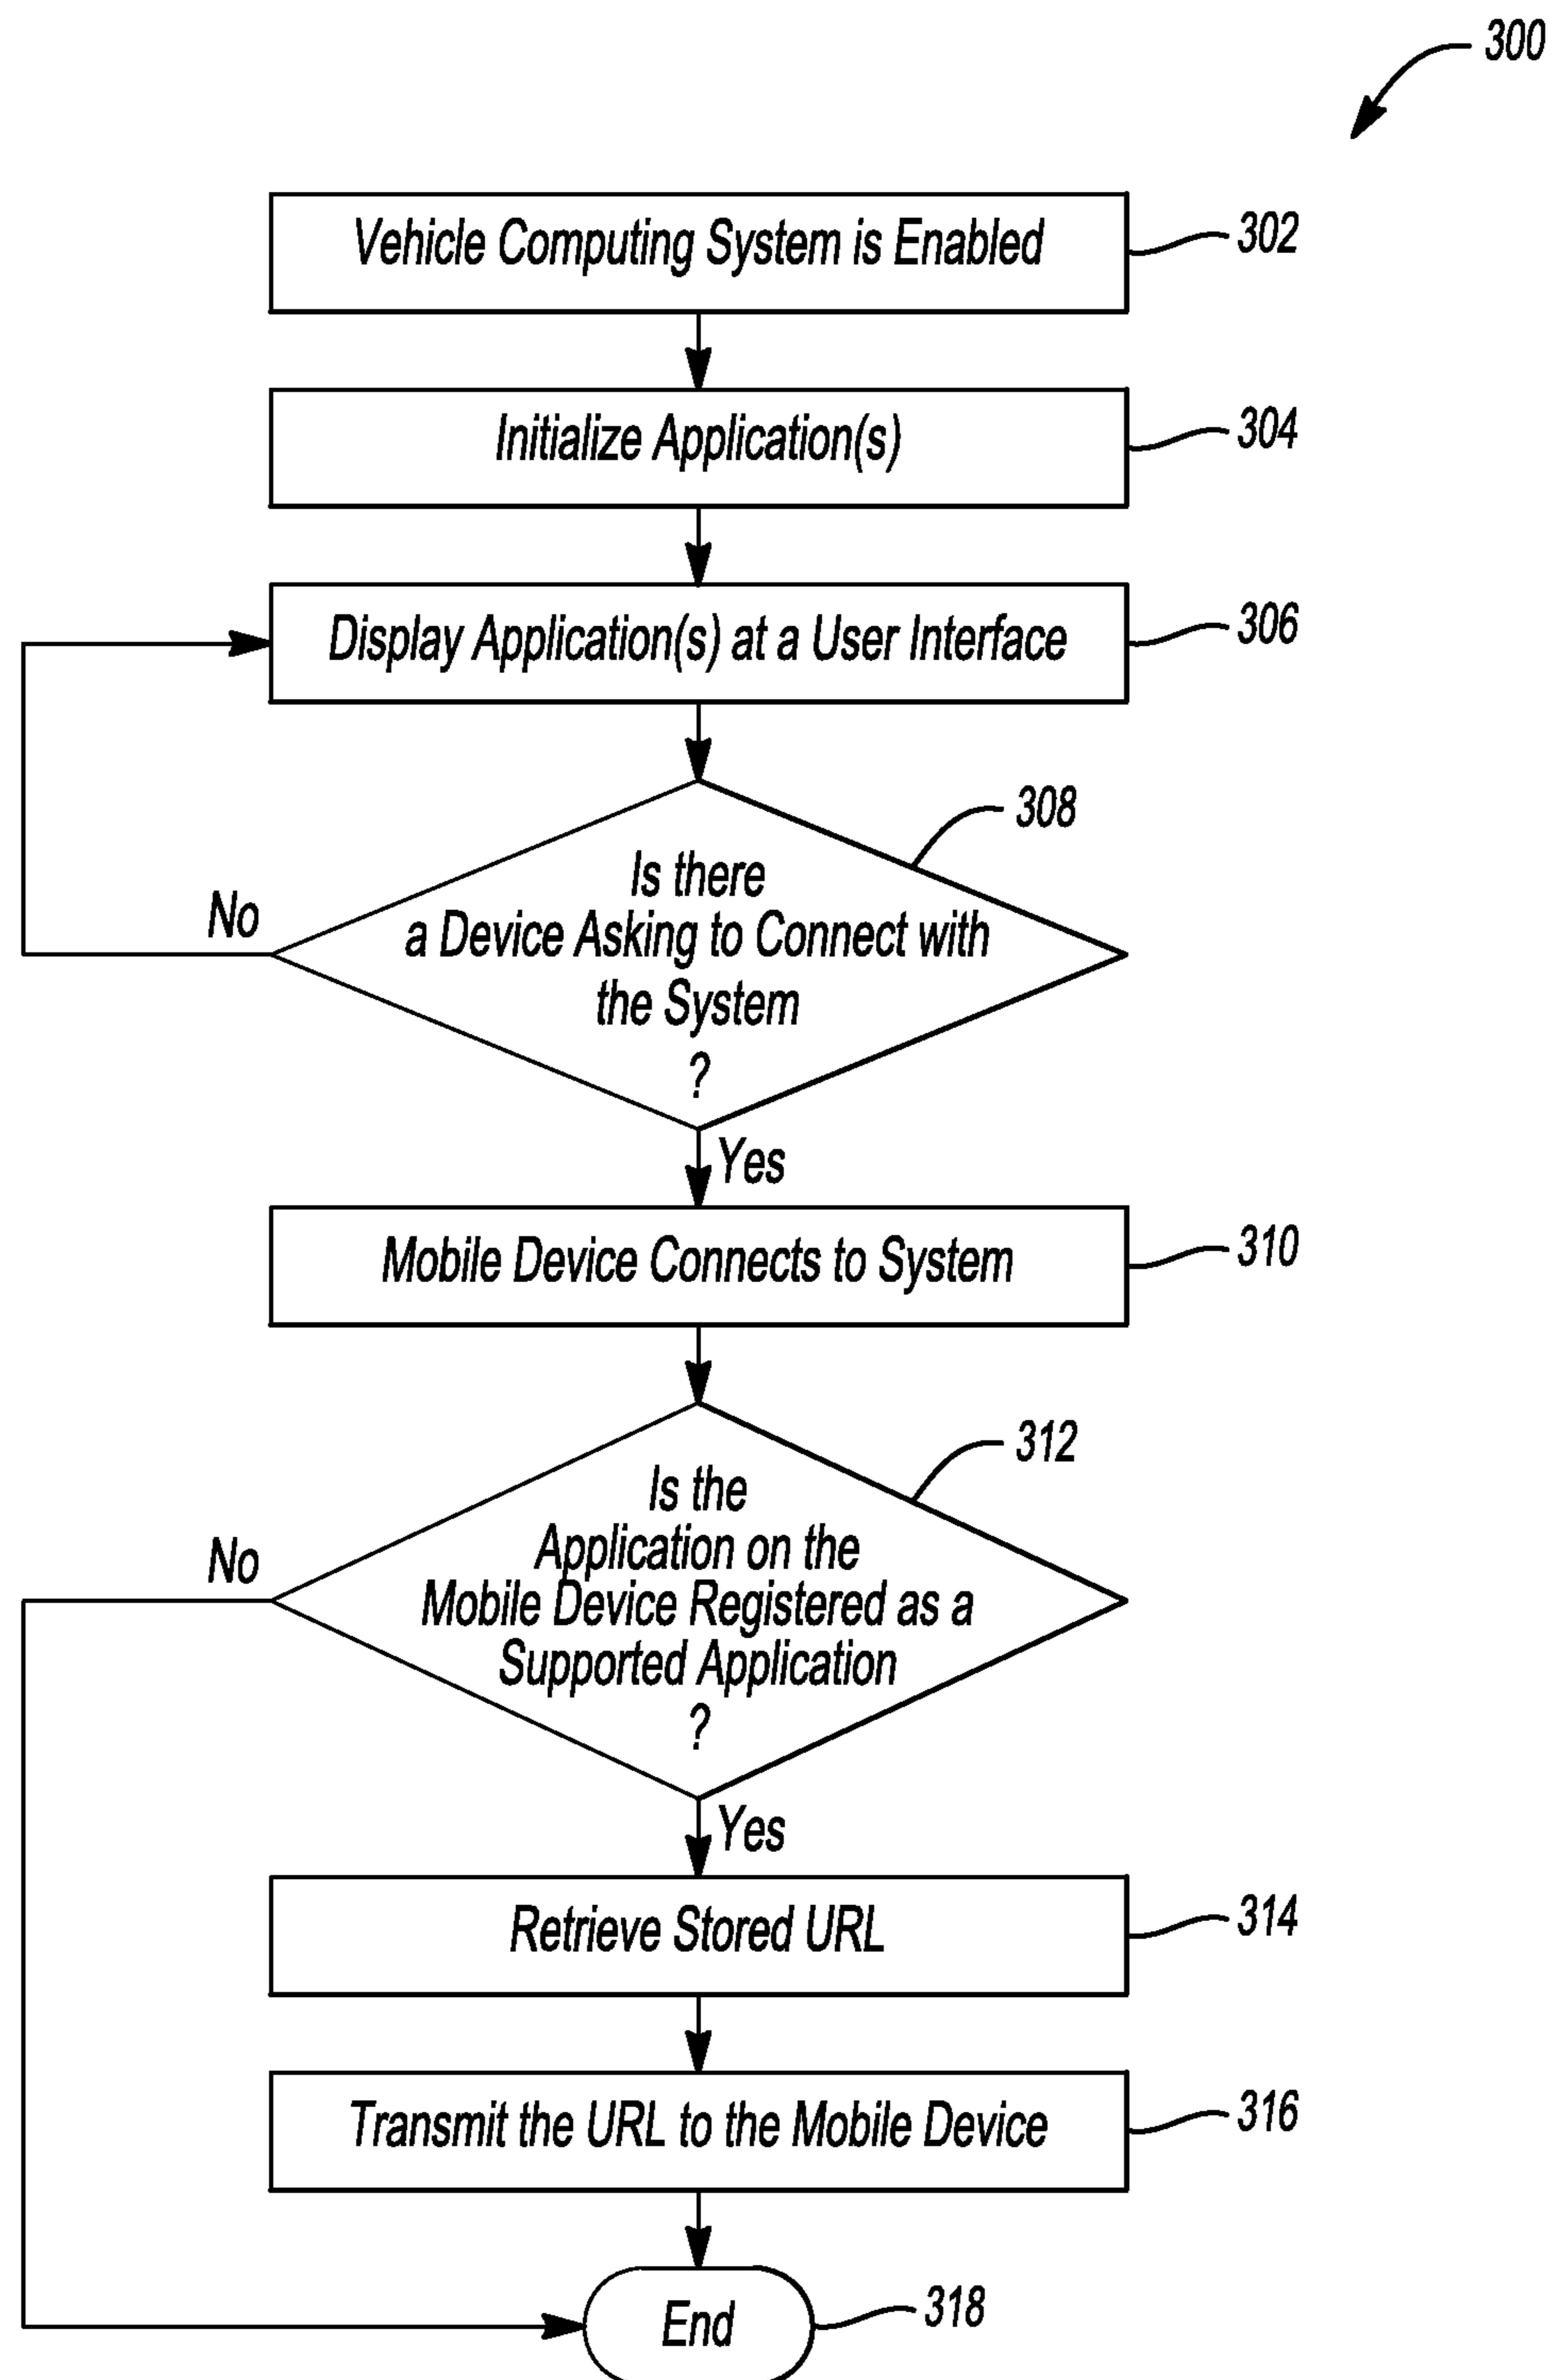 300
Vehicle Computing System is Enabled
302
Initialize Application(s)
304
Display Application(s) at a User Interface
306
308
Is there
a Device Asking to Connect with
the System
?
No
Yes
Mobile Device Connects to System
310
312
Is the
Application on the
Mobile Device Registered as a
Supported Application
?
No
Yes
Retrieve Stored URL
314
Transmit the URL to the Mobile Device
316
End
318